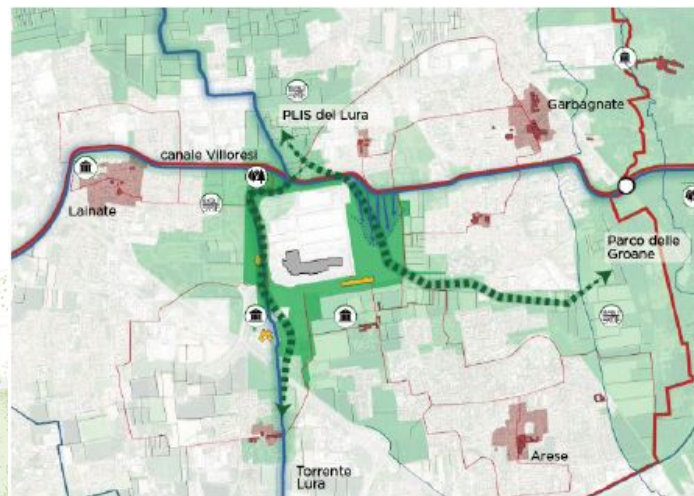 Garbagnate
PLIS del Lura
canale Villoresi
Lainate
Parco delle
Groane
Arese
Torrente
Lura